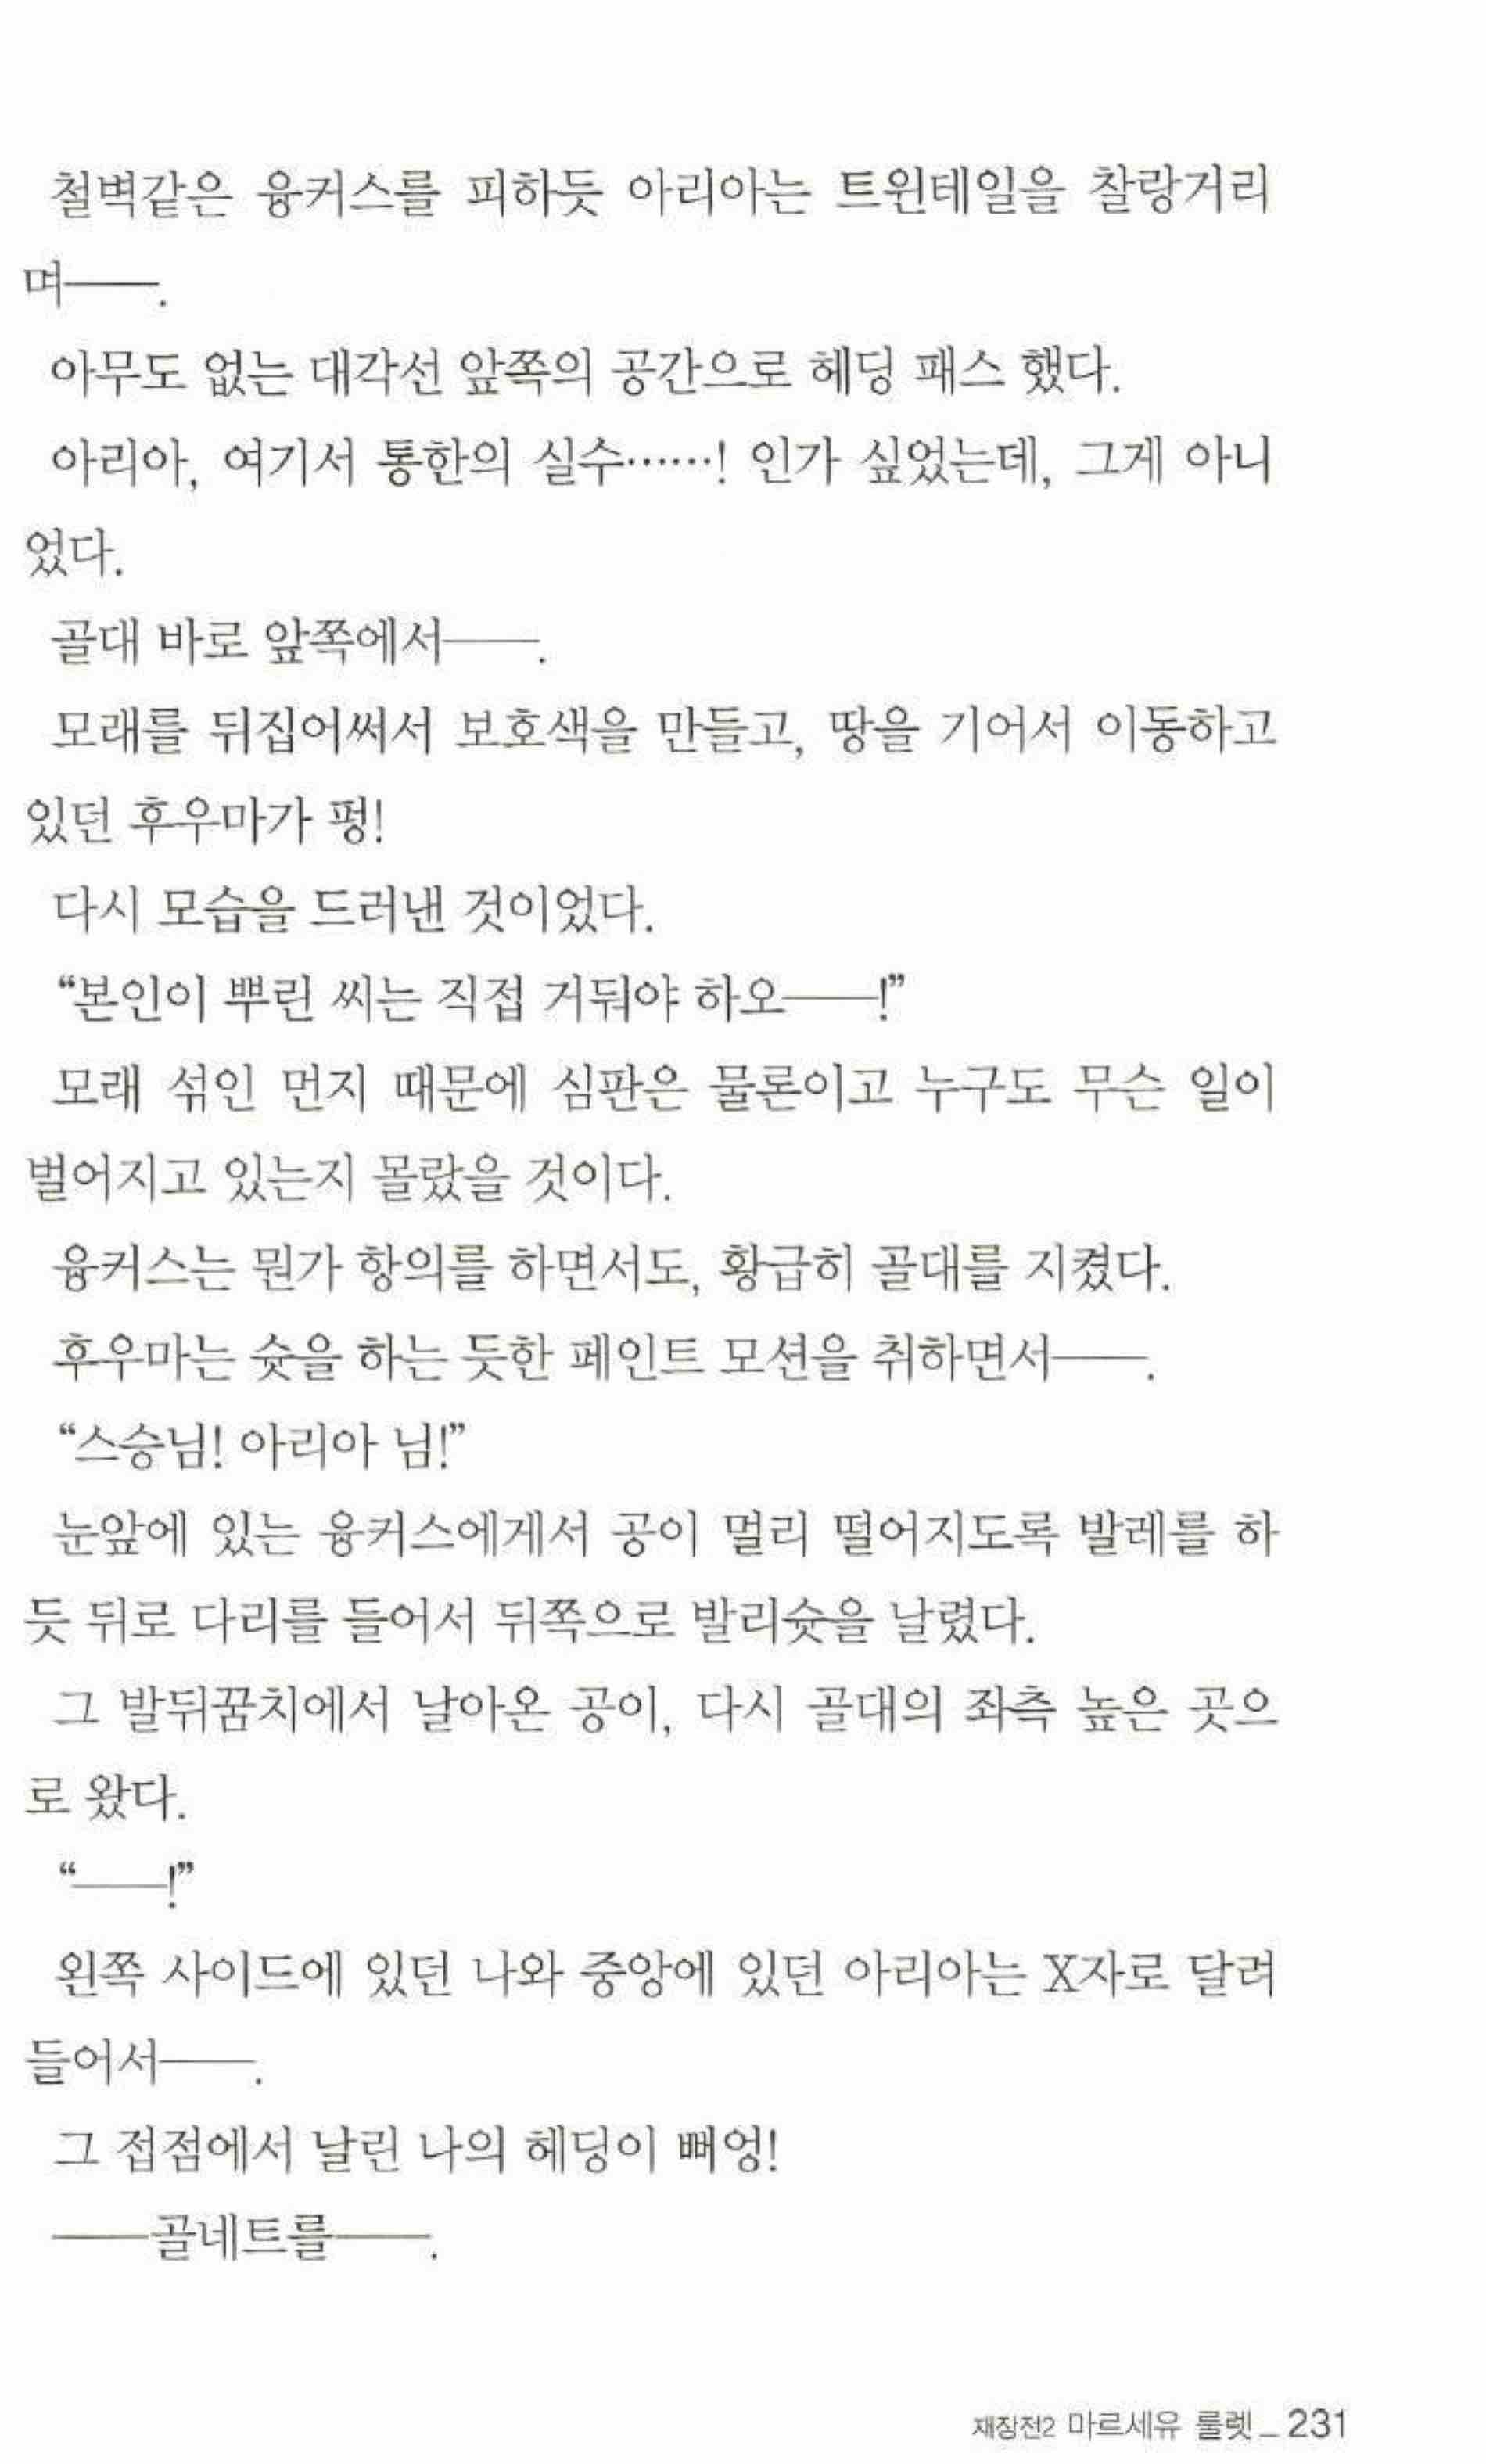 철벽같은 융커스를 피하듯 아리아는 트윈테일을 찰랑거리
며――.
아무도 없는 대각선 앞쪽의 공간으로 헤딩 패스 했다.
아리아, 여기서 통한의 실수……! 인가 싶었는데, 그게 아니
었다.
골대 바로 앞쪽에서――.
모래를 뒤집어써서 보호색을 만들고, 땅을 기어서 이동하고
있던 후우마가 펑!
다시 모습을 드러낸 것이었다.
“본인이 뿌린 씨는 직접 거둬야 하오――!”
모래 섞인 먼지 때문에 심판은 물론이고 누구도 무슨 일이
벌어지고 있는지 몰랐을 것이다.
융커스는 뭔가 항의를 하면서도, 황급히 골대를 지켰다.
후우마는 슛을 하는 듯한 페인트 모션을 취하면서――.
“스승님! 아리아 님!”
눈앞에 있는 융커스에게서 공이 멀리 떨어지도록 발레를 하
듯 뒤로 다리를 들어서 뒤쪽으로 발리슛을 날렸다.
그 발뒤꿈치에서 날아온 공이, 다시 골대의 좌측 높은 곳으
로 왔다.
“――!”
왼쪽 사이드에 있던 나와 중앙에 있던 아리아는 X자로 달려
들어서――.
그 접점에서 날린 나의 헤딩이 뻐엉!
――골네트를――.
재장전2 마르세유 룰렛 _ 231